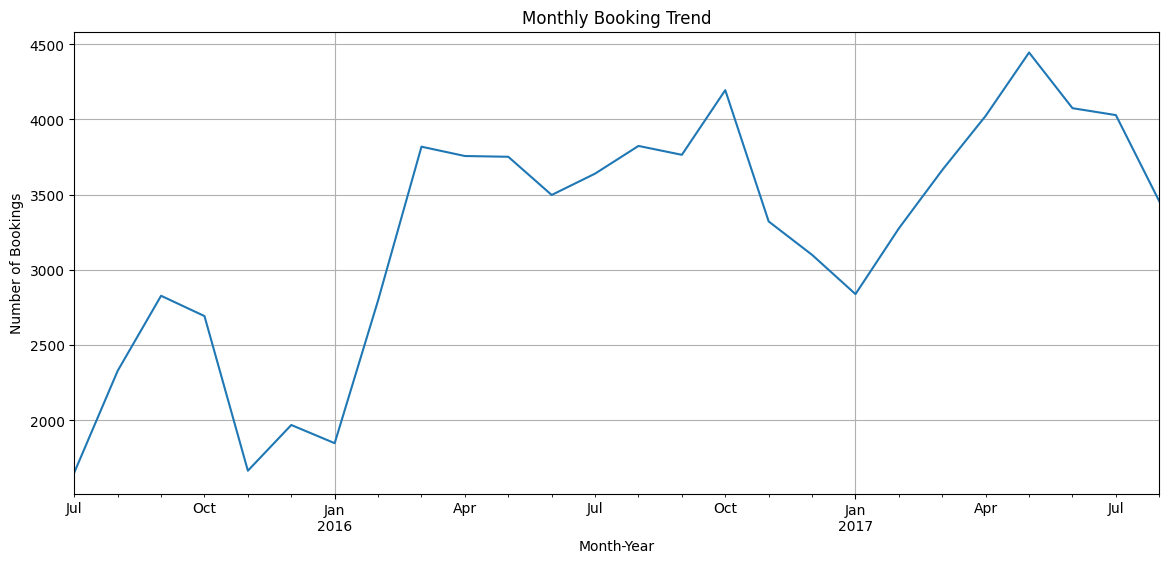 Monthly Booking Trend
Number of Bookings
4500
4000
3500
3000
2500
2000
Jul
Oct
Jan
2016
Apr
Jul
Oct
Jan
2017
Apr
Jul
Month-Year